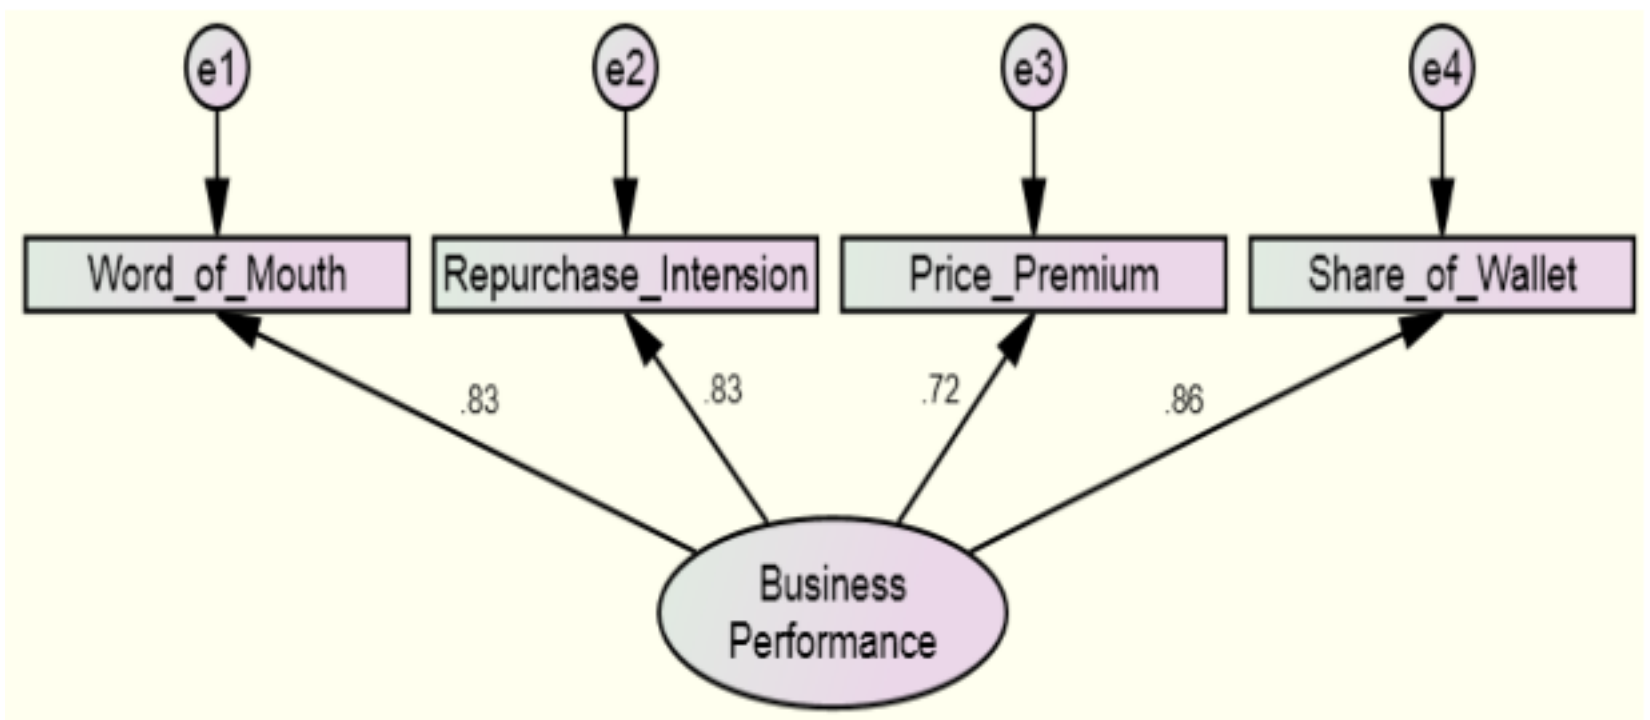 e1 e2 e3 e4
Word_of_Mouth Repurchase_Intension Price_Premium Share_of_Wallet
.83 .83 .72 .86
Business
Performance